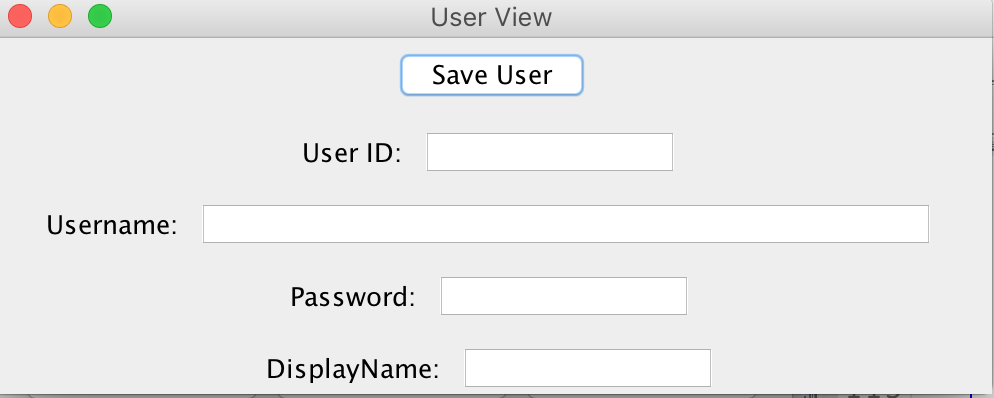 User View
Save User
User ID:
Username:
Password:
DisplayName: